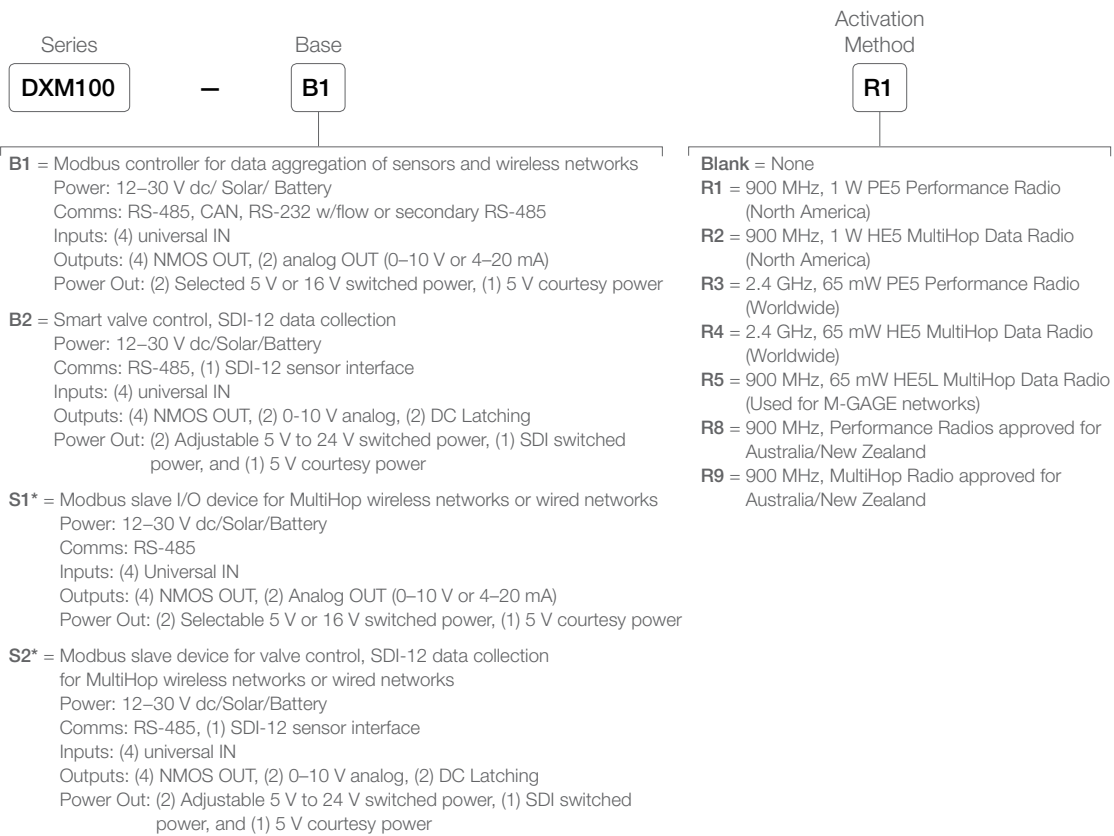 Series
Base
Activation
Method
DXM100
–
B1
R1
B1 = Modbus controller for data aggregation of sensors and wireless networks
Power: 12–30 V dc/ Solar/ Battery
Comms: RS-485, CAN, RS-232 w/flow or secondary RS-485
Inputs: (4) universal IN
Outputs: (4) NMOS OUT, (2) analog OUT (0–10 V or 4–20 mA)
Power Out: (2) Selected 5 V or 16 V switched power, (1) 5 V courtesy power
B2 = Smart valve control, SDI-12 data collection
Power: 12–30 V dc/Solar/Battery
Comms: RS-485, (1) SDI-12 sensor interface
Inputs: (4) universal IN
Outputs: (4) NMOS OUT, (2) 0-10 V analog, (2) DC Latching
Power Out: (2) Adjustable 5 V to 24 V switched power, (1) SDI switched
power, and (1) 5 V courtesy power
S1* = Modbus slave I/O device for MultiHop wireless networks or wired networks
Power: 12–30 V dc/Solar/Battery
Comms: RS-485
Inputs: (4) Universal IN
Outputs: (4) NMOS OUT, (2) Analog OUT (0–10 V or 4–20 mA)
Power Out: (2) Selectable 5 V or 16 V switched power, (1) 5 V courtesy power
S2* = Modbus slave device for valve control, SDI-12 data collection
for MultiHop wireless networks or wired networks
Power: 12–30 V dc/Solar/Battery
Comms: RS-485, (1) SDI-12 sensor interface
Inputs: (4) universal IN
Outputs: (4) NMOS OUT, (2) 0–10 V analog, (2) DC Latching
Power Out: (2) Adjustable 5 V to 24 V switched power, (1) SDI switched
power, and (1) 5 V courtesy power
Blank = None
R1 = 900 MHz, 1 W PE5 Performance Radio
(North America)
R2 = 900 MHz, 1 W HE5 MultiHop Data Radio
(North America)
R3 = 2.4 GHz, 65 mW PE5 Performance Radio
(Worldwide)
R4 = 2.4 GHz, 65 mW HE5 MultiHop Data Radio
(Worldwide)
R5 = 900 MHz, 65 mW HE5L MultiHop Data Radio
(Used for M-GAGE networks)
R8 = 900 MHz, Performance Radios approved for
Australia/New Zealand
R9 = 900 MHz, MultiHop Radio approved for
Australia/New Zealand